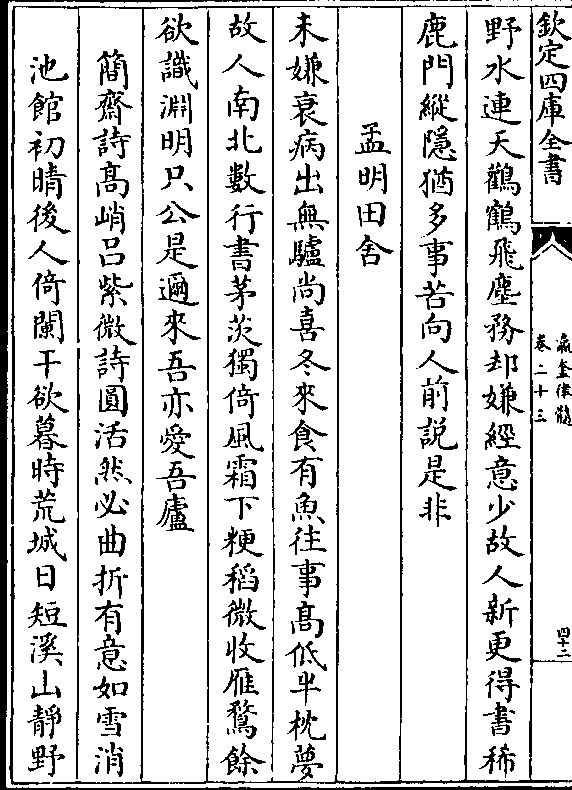 欽定四庫全書
瀛奎律髓
卷二十三
四十三
野水連天鸛鶴飛塵務却嫌經意少故人新更得書稀
鹿門縱隱猶多事苦向人前説是非
孟明田舍
未嫌衰病出無驢尚喜冬來食有魚往事髙低半枕夢
故人南北數行書茅茨獨倚風霜下粳稻微收雁鶩餘
欲識淵明只公是邇來吾亦愛吾廬
簡齋詩髙峭吕紫微詩圓活然必曲折有意如雪消
池館初晴後人倚闌干欲暮時荒城日短溪山靜野